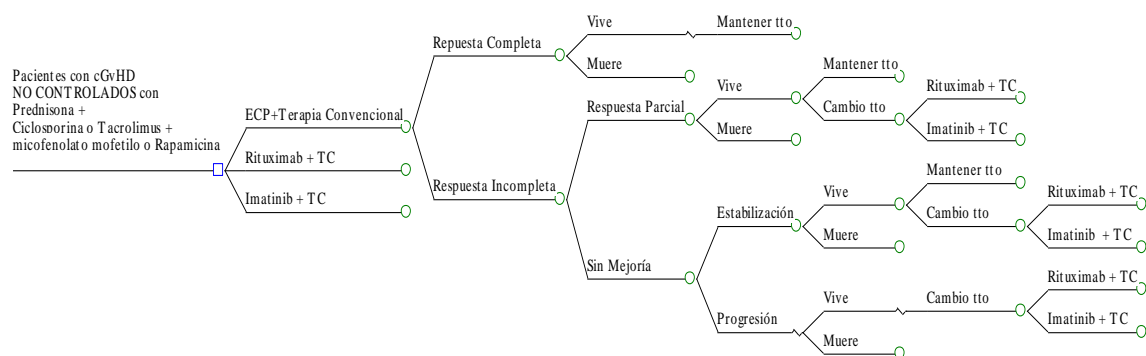 Pacientes con cGvHD
NO CONTROLADOS con
Prednisona +
Ciclosporina o Tacrolimus +
micofenolato mofetilo o Rapamicina
ECP+Terapia Convencional
Rituximab + TC
Imatinib + TC
Repuesta Completa
Vive
Mantener tto
Muere
Respuesta Incompleta
Respuesta Parcial
Vive
Mantener tto
Cambio tto
Rituximab + TC
Imatinib + TC
Muere
Sin Mejoría
Estabilización
Vive
Mantener tto
Cambio tto
Rituximab + TC
Imatinib + TC
Muere
Progresión
Vive
Cambio tto
Rituximab + TC
Imatinib + TC
Muere